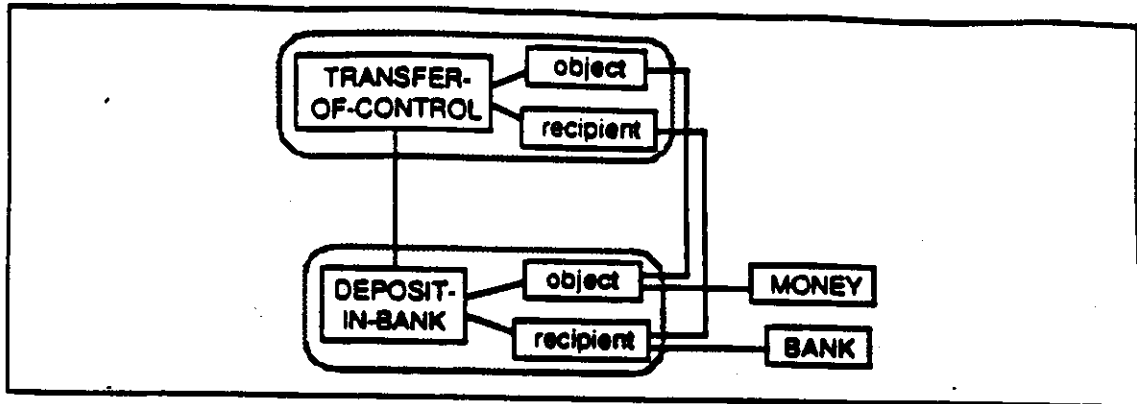 TRANSFER-
OF-CONTROL
object
recipient
DEPOSIT-
IN-BANK
object
recipient
MONEY
BANK